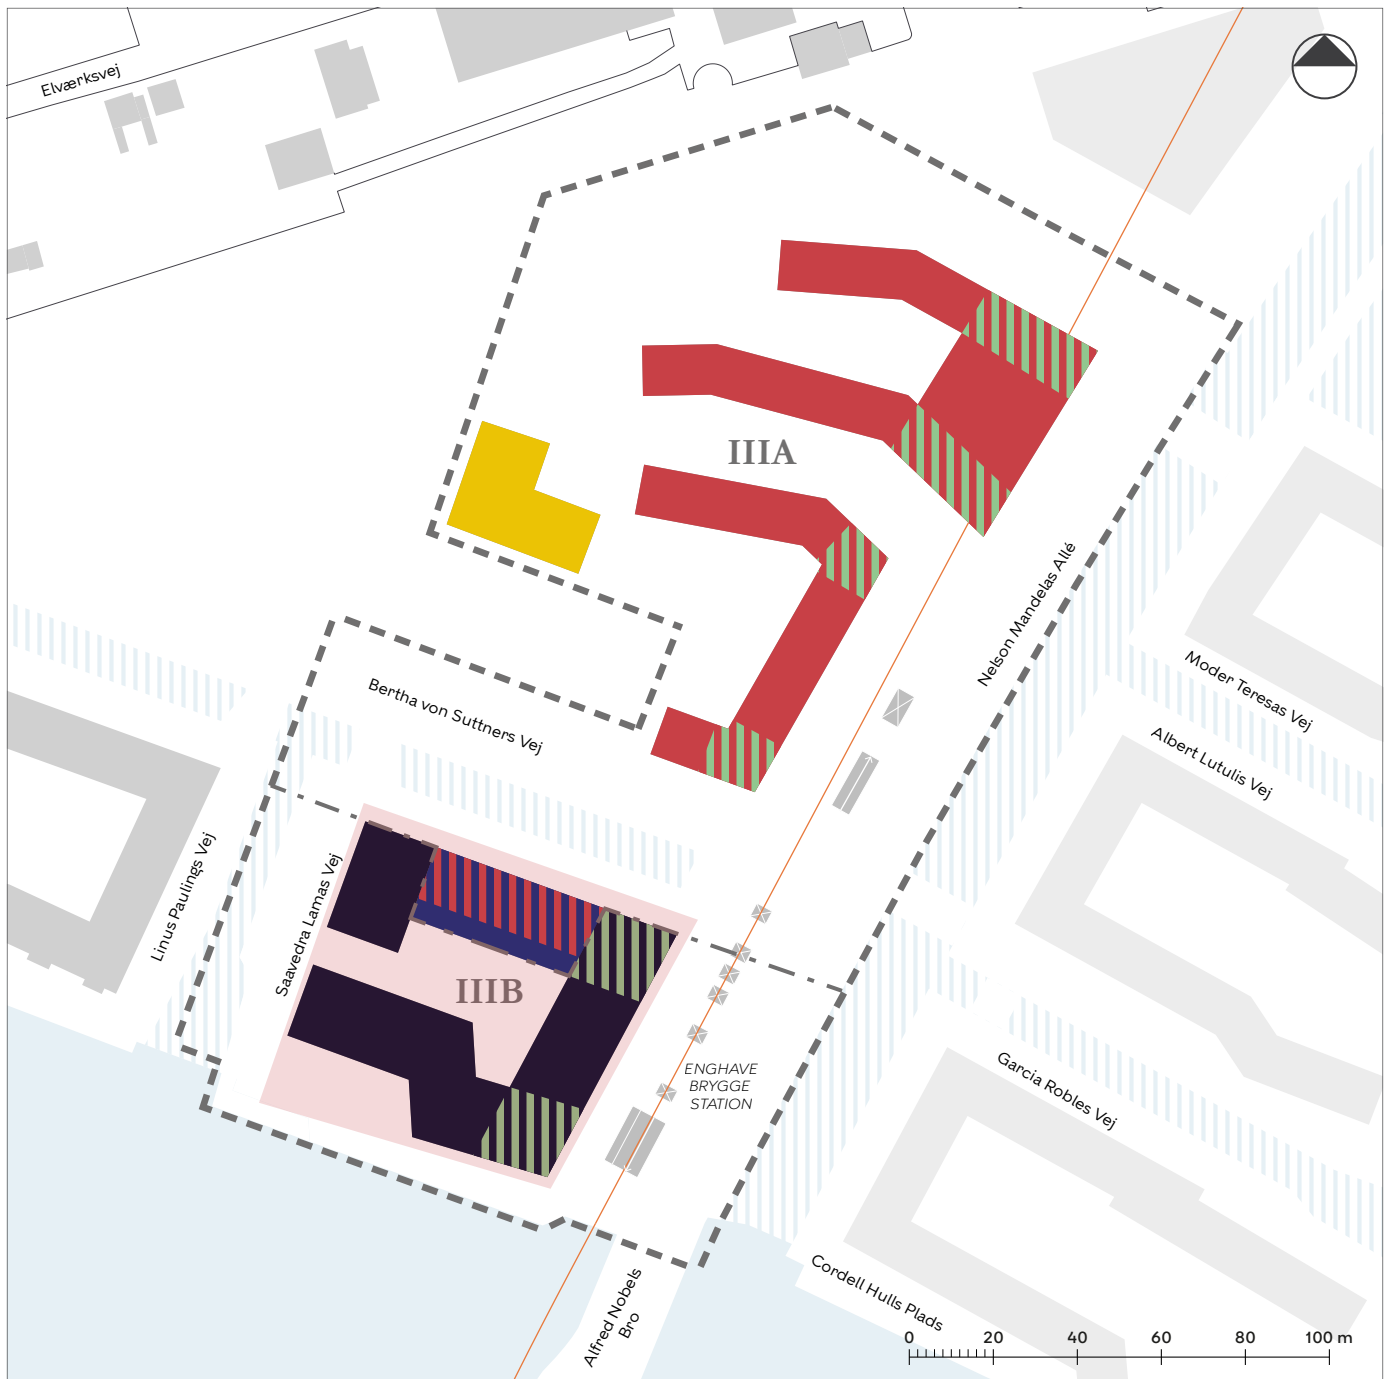 Elværksvej
IIIA
Nelson Mandelas Allé
Moder Teresas Vej
Bertha von Suttners Vej
Albert Lutulis Vej
Linus Paulings Vej
Saavedra Lamas Vej
IIIB
ENGHAVE
BRYGGE
STATION
Garcia Robles Vej
Cordell Hulls Plads
Alfred Nobels
Bro
0 20 40 60 80 100 m